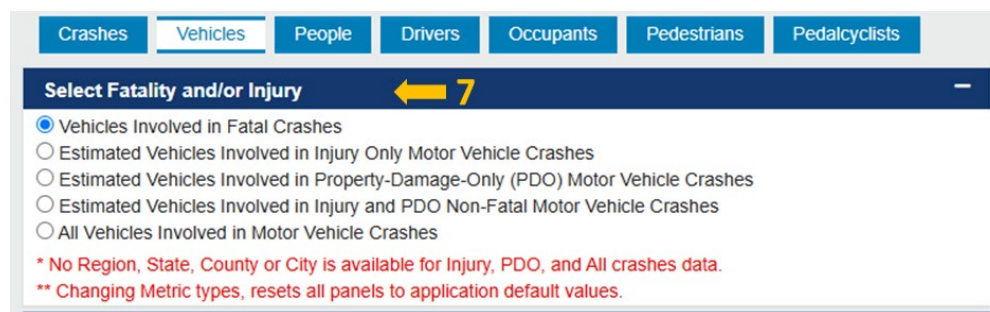 Crashes Vehicles People Drivers Occupants Pedestrians Pedalcyclists
Select Fatality and/or Injury 7
Vehicles Involved in Fatal Crashes
Estimated Vehicles Involved in Injury Only Motor Vehicle Crashes
Estimated Vehicles Involved in Property-Damage-Only (PDO) Motor Vehicle Crashes
Estimated Vehicles Involved in Injury and PDO Non-Fatal Motor Vehicle Crashes
All Vehicles Involved in Motor Vehicle Crashes
* No Region, State, County or City is available for Injury, PDO, and All crashes data.
** Changing Metric types, resets all panels to application default values.